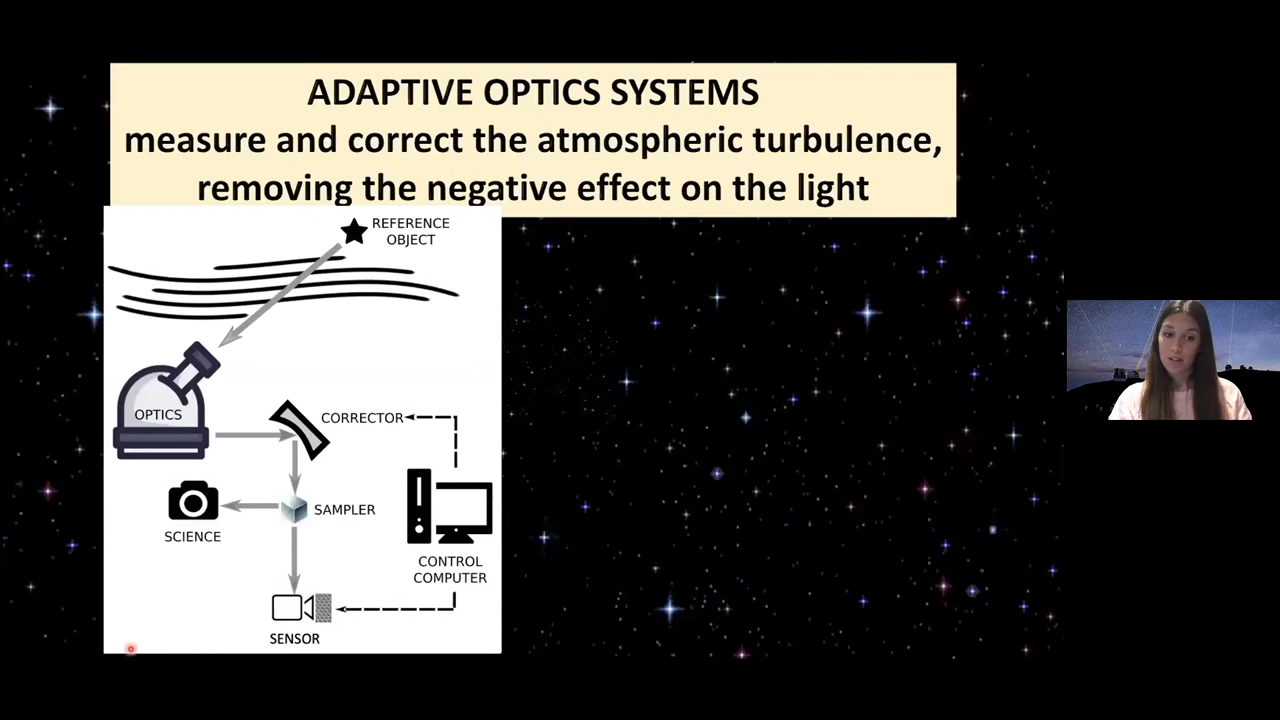 ADAPTIVE OPTICS SYSTEMS
measure and correct the atmospheric turbulence,
removing the negative effect on the light
REFERENCE
OBJECT
OPTICS
CORRECTOR
SAMPLER
SCIENCE
CONTROL
COMPUTER
SENSOR